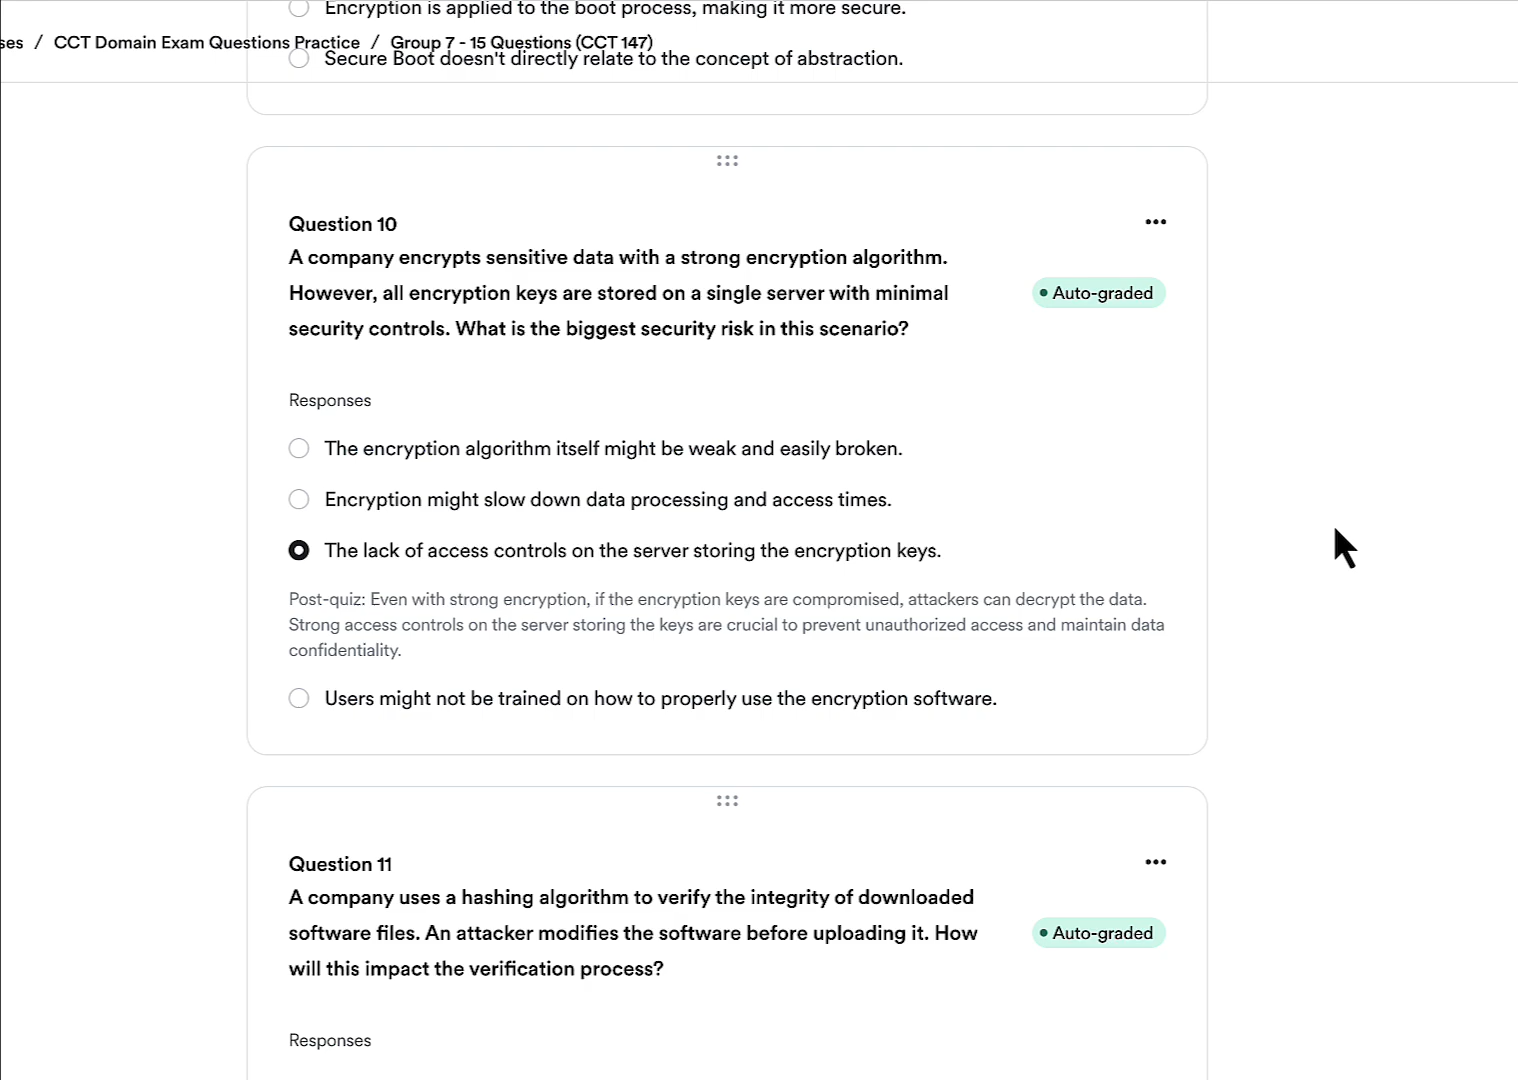 Encryption is applied to the boot process, making it more secure.
ses / CCT Domain Exam Questions Practice / Group 7 - 15 Questions (CCT 147)
Secure Boot doesn't directly relate to the concept of abstraction.
Question 10
A company encrypts sensitive data with a strong encryption algorithm.
However, all encryption keys are stored on a single server with minimal
security controls. What is the biggest security risk in this scenario?
Auto-graded
Responses
The encryption algorithm itself might be weak and easily broken.
Encryption might slow down data processing and access times.
The lack of access controls on the server storing the encryption keys.
Post-quiz: Even with strong encryption, if the encryption keys are compromised, attackers can decrypt the data.
Strong access controls on the server storing the keys are crucial to prevent unauthorized access and maintain data
confidentiality.
Users might not be trained on how to properly use the encryption software.
Question 11
A company uses a hashing algorithm to verify the integrity of downloaded
software files. An attacker modifies the software before uploading it. How
will this impact the verification process?
Auto-graded
Responses